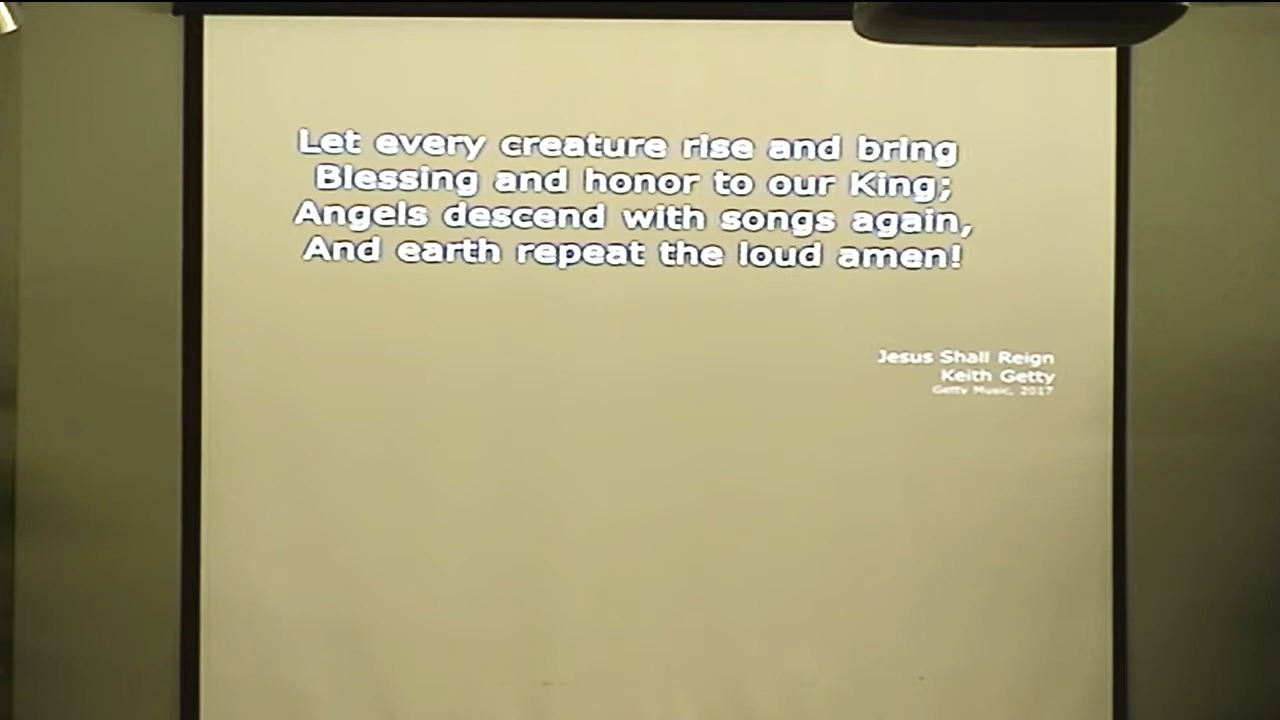 Let every creature rise and bring
Blessing and honor to our King;
Angels descend with songs again,
And earth repeat the loud amen!
Jesus Shall Reign
Keith Getty
Getty Music, 2017